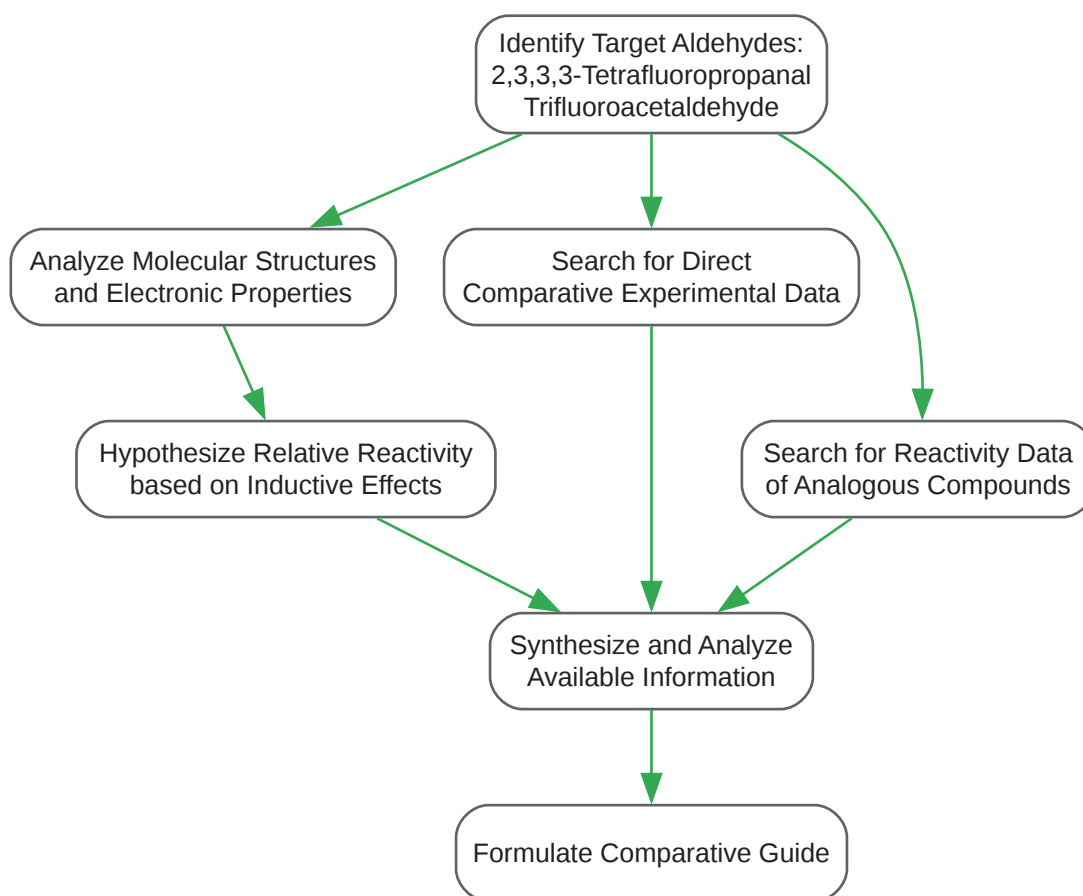 Identify Target Aldehydes:
2,3,3,3-Tetrafluoropropanal
Trifluoroacetaldehyde
Analyze Molecular Structures
and Electronic Properties
Search for Direct
Comparative Experimental Data
Hypothesize Relative Reactivity
based on Inductive Effects
Search for Reactivity Data
of Analogous Compounds
Synthesize and Analyze
Available Information
Formulate Comparative Guide